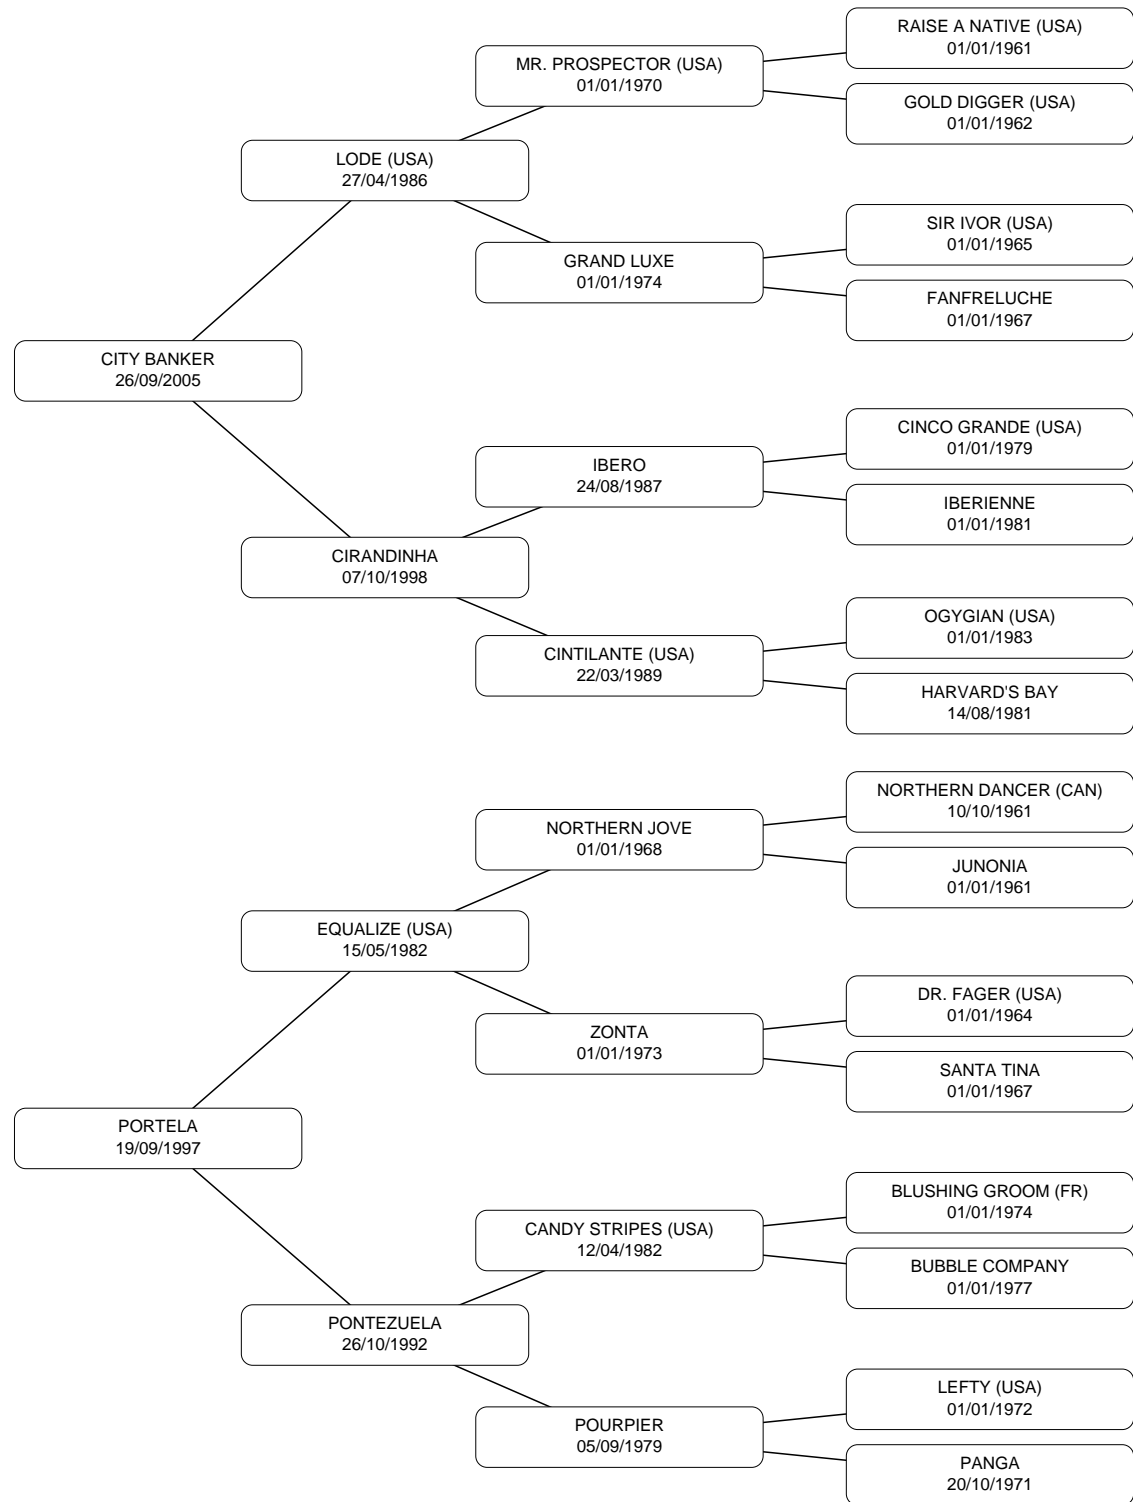 RAISE A NATIVE (USA)
01/01/1961
MR. PROSPECTOR (USA)
01/01/1970
GOLD DIGGER (USA)
01/01/1962
LODE (USA)
27/04/1986
SIR IVOR (USA)
01/01/1965
GRAND LUXE
01/01/1974
FANFRELUCHE
01/01/1967
CITY BANKER
26/09/2005
CINCO GRANDE (USA)
01/01/1979
IBERO
24/08/1987
IBERIENNE
01/01/1981
CIRANDINHA
07/10/1998
OGYGIAN (USA)
01/01/1983
CINTILANTE (USA)
22/03/1989
HARVARD'S BAY
14/08/1981
NORTHERN DANCER (CAN)
10/10/1961
NORTHERN JOVE
01/01/1968
JUNONIA
01/01/1961
EQUALIZE (USA)
15/05/1982
DR. FAGER (USA)
01/01/1964
ZONTA
01/01/1973
SANTA TINA
01/01/1967
PORTELA
19/09/1997
BLUSHING GROOM (FR)
01/01/1974
CANDY STRIPES (USA)
12/04/1982
BUBBLE COMPANY
01/01/1977
PONTEZUELA
26/10/1992
LEFTY (USA)
01/01/1972
POURPIER
05/09/1979
PANGA
20/10/1971